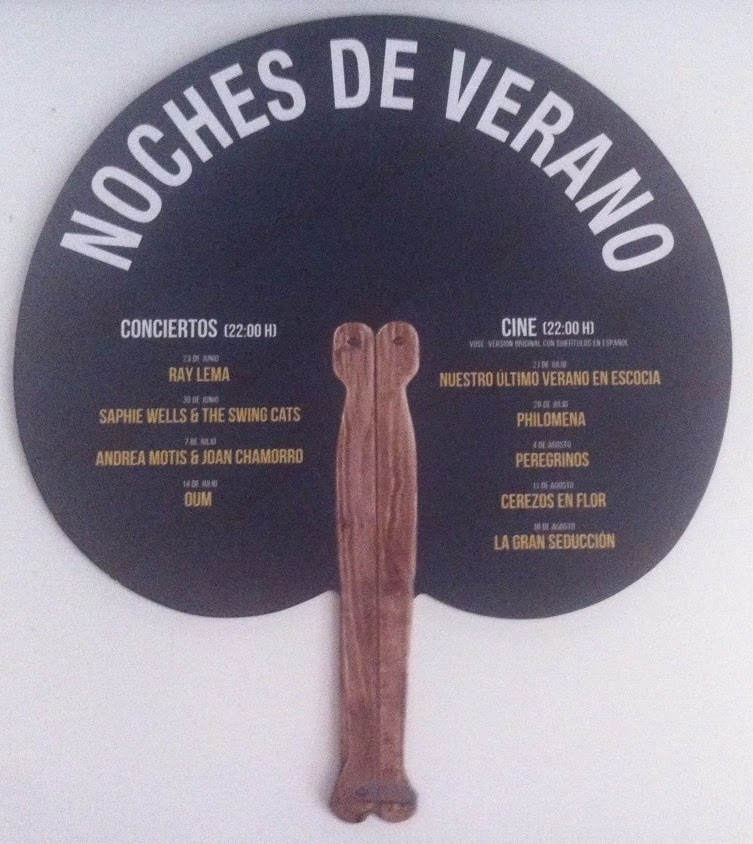 NOCHES DE VERANO
CONCIERTOS (22:00 H)
23 DE JUNIO
RAY LEMA
30 DE JUNIO
SAPHIE WELLS & THE SWING CATS
7 DE JULIO
ANDREA MOTIS & JOAN CHAMORRO
14 DE JULIO
OUM
CINE (22:00 H)
VOSE: VERSIÓN ORIGINAL CON SUBTÍTULOS EN ESPAÑOL
21 DE JULIO
NUESTRO ÚLTIMO VERANO EN ESCOCIA
28 DE JULIO
PHILOMENA
4 DE AGOSTO
PEREGRINOS
11 DE AGOSTO
CEREZOS EN FLOR
18 DE AGOSTO
LA GRAN SEDUCCIÓN